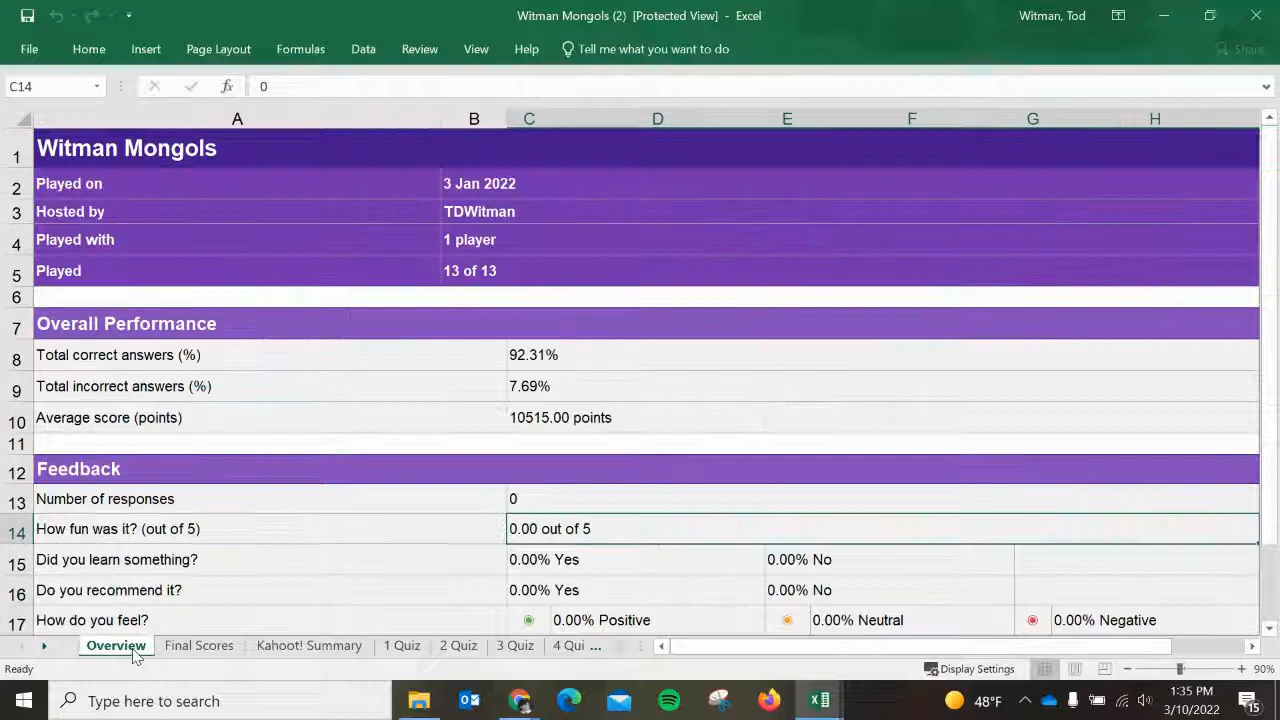 Witman Mongols (2) [Protected View] - Excel
Witman, Tod
File Home Insert Page Layout Formulas Data Review View Help Tell me what you want to do Share
C14 fx 0
A B C D E F G H
1 Witman Mongols
2 Played on 3 Jan 2022
3 Hosted by TDWitman
4 Played with 1 player
5 Played 13 of 13
6
7 Overall Performance
8 Total correct answers (%) 92.31%
9 Total incorrect answers (%) 7.69%
10 Average score (points) 10515.00 points
11
12 Feedback
13 Number of responses 0
14 How fun was it? (out of 5) 0.00 out of 5
15 Did you learn something? 0.00% Yes 0.00% No
16 Do you recommend it? 0.00% Yes 0.00% No
17 How do you feel? 0.00% Positive 0.00% Neutral 0.00% Negative
Overview Final Scores Kahoot! Summary 1 Quiz 2 Quiz 3 Quiz 4 Qui ...
Ready Display Settings 90%
Type here to search 48°F 1:35 PM
3/10/2022 15